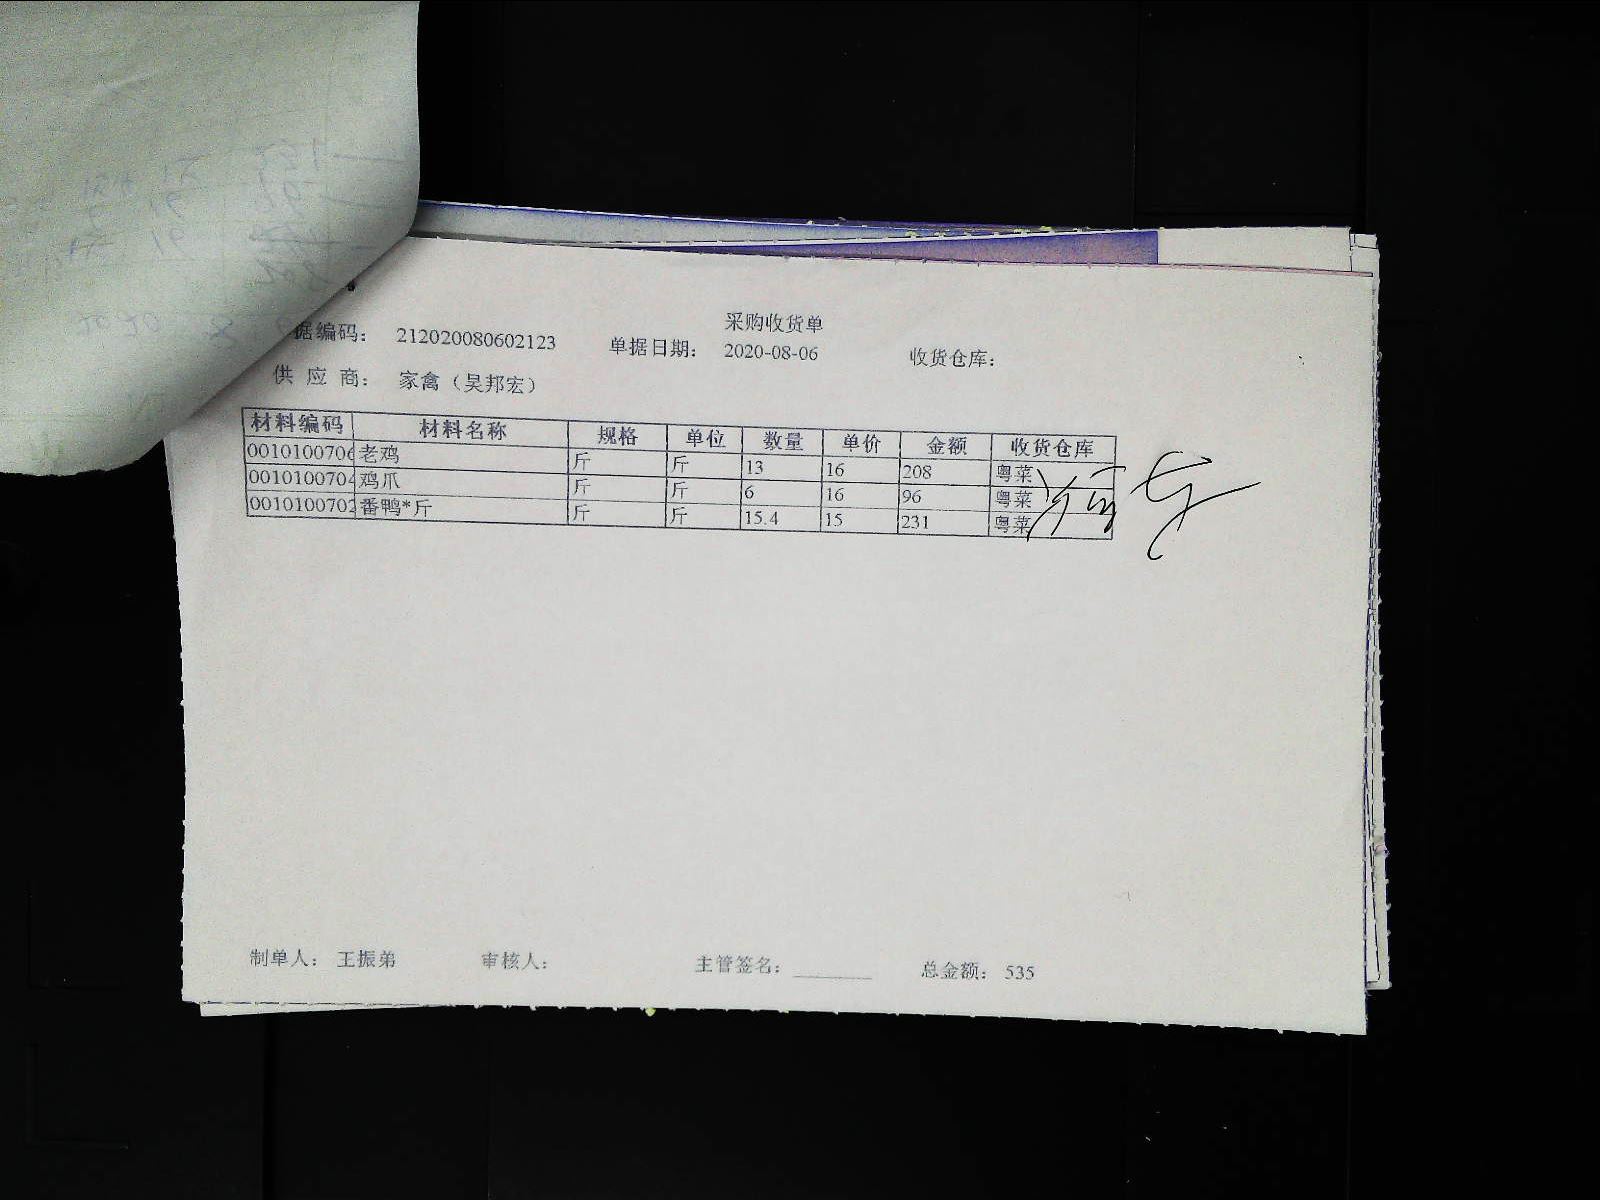 采购收货单
据编码： 212020080602123 单据日期： 2020-08-06 收货仓库：
供 应 商： 家禽（吴邦宏）
材料编码 材料名称 规格 单位 数量 单价 金额 收货仓库
0010100706 老鸡 斤 斤 13 16 208 粤菜
0010100704 鸡爪 斤 斤 6 16 96 粤菜
0010100702 番鸭*斤 斤 斤 15.4 15 231 粤菜
制单人： 王振弟 审核人： 主管签名：________ 总金额： 535